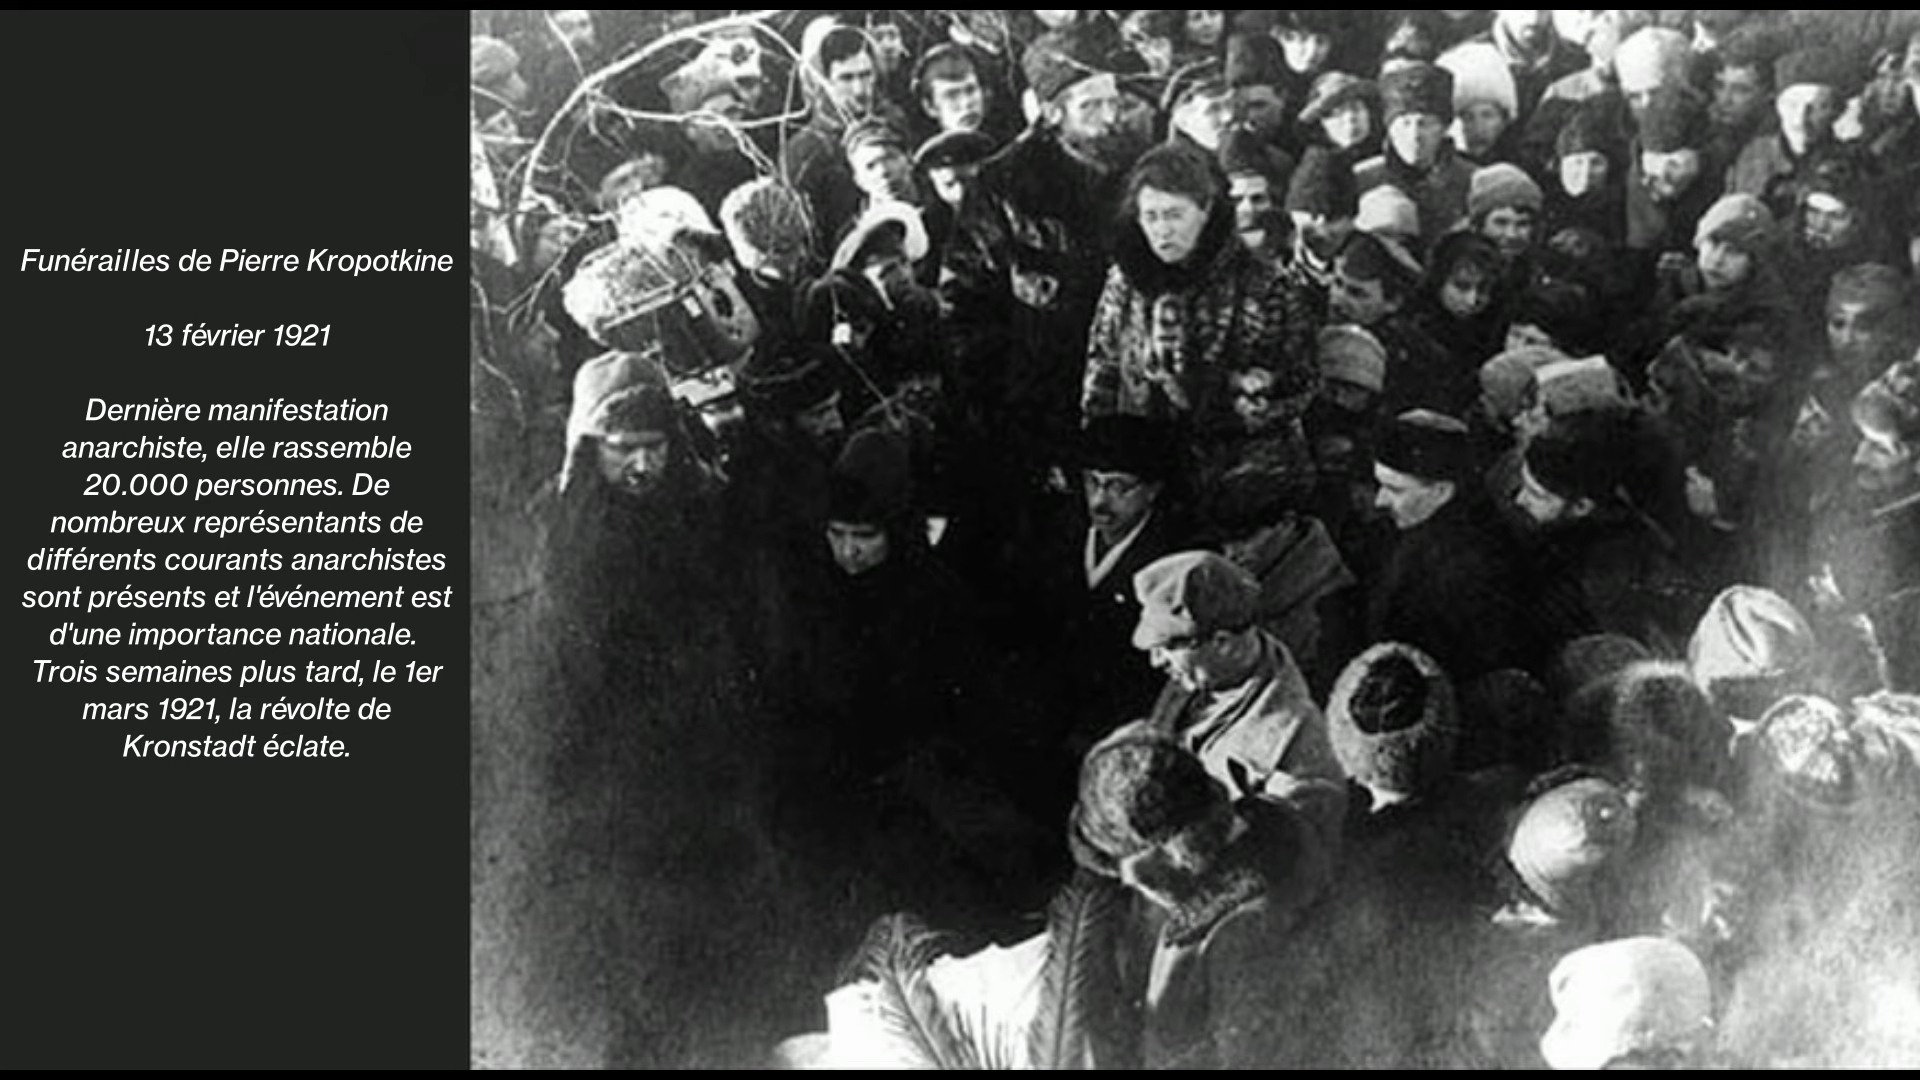 Funérailles de Pierre Kropotkine
13 février 1921
Dernière manifestation
anarchiste, elle rassemble
20.000 personnes. De
nombreux représentants de
différents courants anarchistes
sont présents et l'événement est
d'une importance nationale.
Trois semaines plus tard, le 1er
mars 1921, la révolte de
Kronstadt éclate.